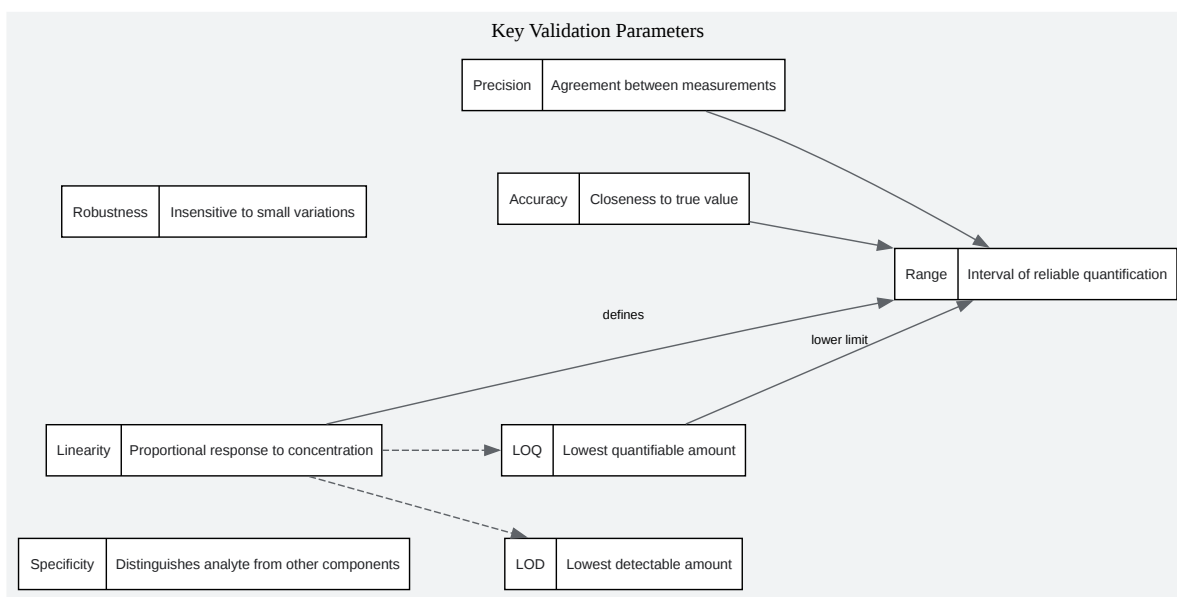 Key Validation Parameters
Precision
Agreement between measurements
Robustness
Insensitive to small variations
Accuracy
Closeness to true value
Range
Interval of reliable quantification
defines
lower limit
Linearity
Proportional response to concentration
LOQ
Lowest quantifiable amount
Specificity
Distinguishes analyte from other components
LOD
Lowest detectable amount